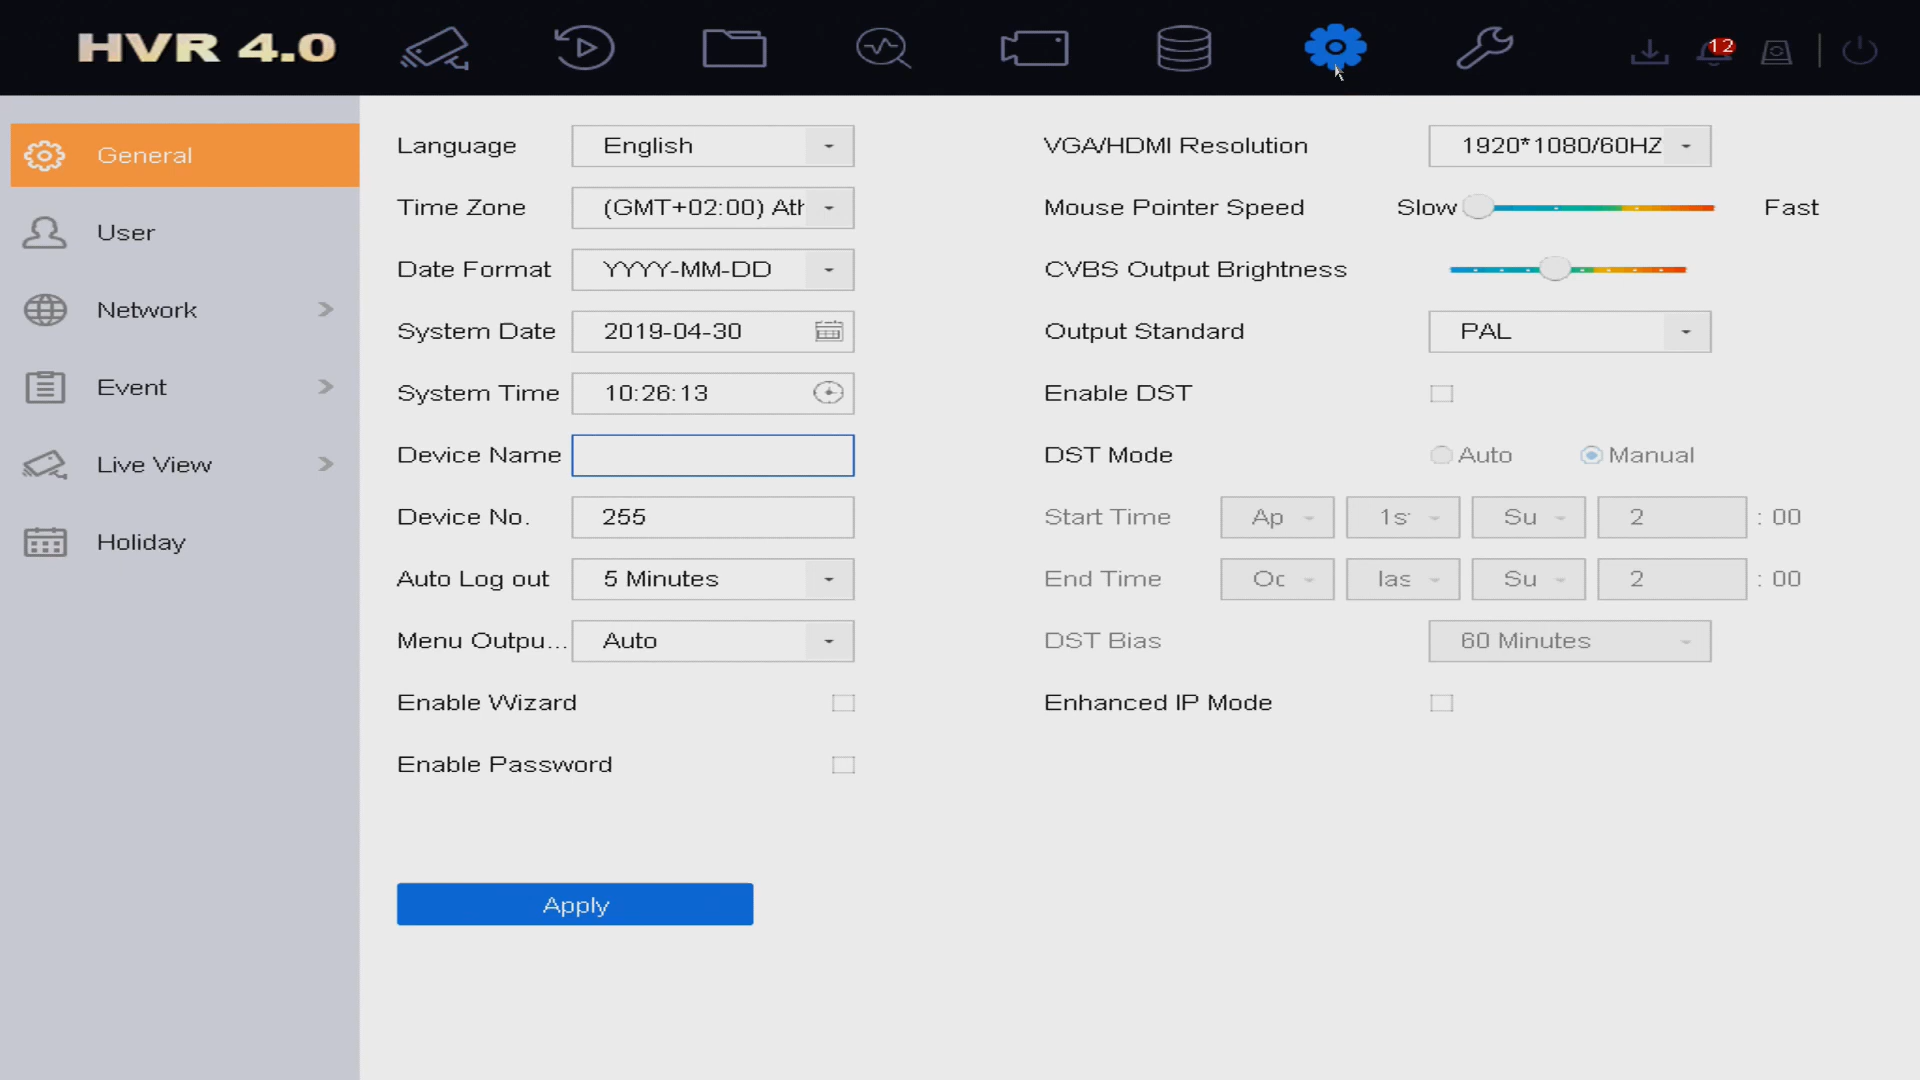 HVR 4.0
12
General
User
Network
Event
Live View
Holiday
Language English
Time Zone (GMT+02:00) Ath
Date Format YYYY-MM-DD
System Date 2019-04-30
System Time 10:26:13
Device Name
Device No. 255
Auto Log out 5 Minutes
Menu Outpu... Auto
Enable Wizard
Enable Password
Apply
VGA/HDMI Resolution 1920*1080/60HZ
Mouse Pointer Speed Slow Fast
CVBS Output Brightness
Output Standard PAL
Enable DST
DST Mode Auto Manual
Start Time Ap 1s Su 2 : 00
End Time Oc las Su 2 : 00
DST Bias 60 Minutes
Enhanced IP Mode